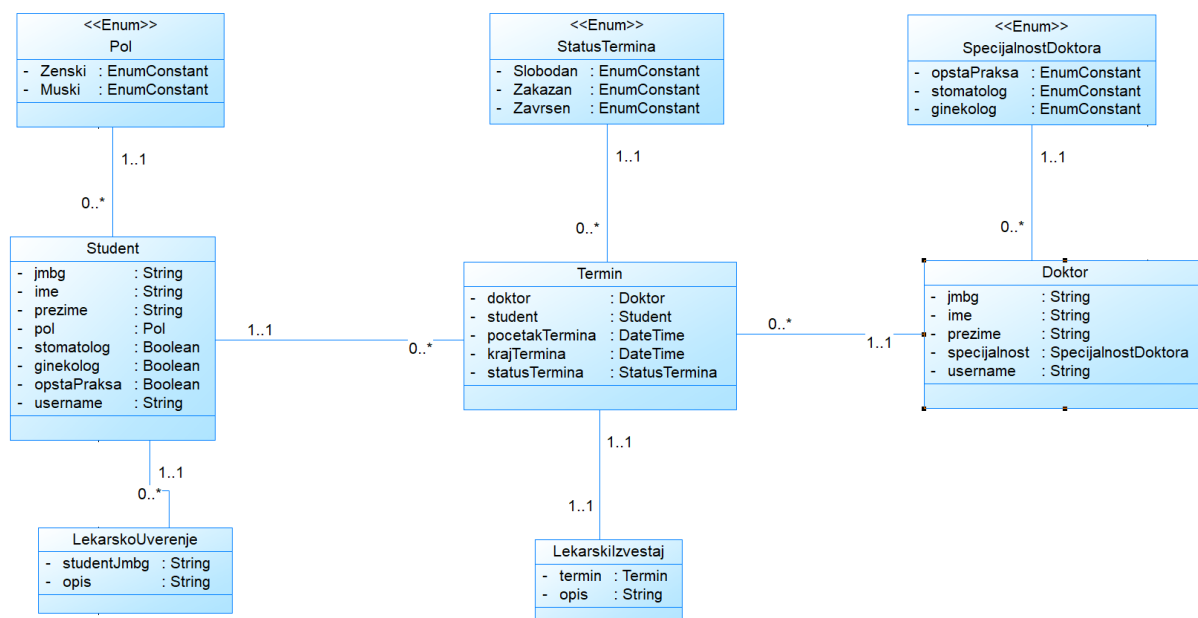 <<Enum>>
Pol
- Zenski : EnumConstant
- Muski : EnumConstant
<<Enum>>
StatusTermina
- Slobodan : EnumConstant
- Zakazan : EnumConstant
- Zavrsen : EnumConstant
<<Enum>>
SpecijalnostDoktora
- opstaPraksa : EnumConstant
- stomatolog : EnumConstant
- ginekolog : EnumConstant
1..1
0..*
1..1
0..*
1..1
0..*
Student
- jmbg : String
- ime : String
- prezime : String
- pol : Pol
- stomatolog : Boolean
- ginekolog : Boolean
- opstaPraksa : Boolean
- username : String
1..1
0..*
Termin
- doktor : Doktor
- student : Student
- pocetakTermina : DateTime
- krajTermina : DateTime
- statusTermina : StatusTermina
0..*
1..1
Doktor
- jmbg : String
- ime : String
- prezime : String
- specijalnost : SpecijalnostDoktora
- username : String
1..1
0..*
1..1
1..1
LekarskoUverenje
- studentJmbg : String
- opis : String
LekarskiIzvestaj
- termin : Termin
- opis : String